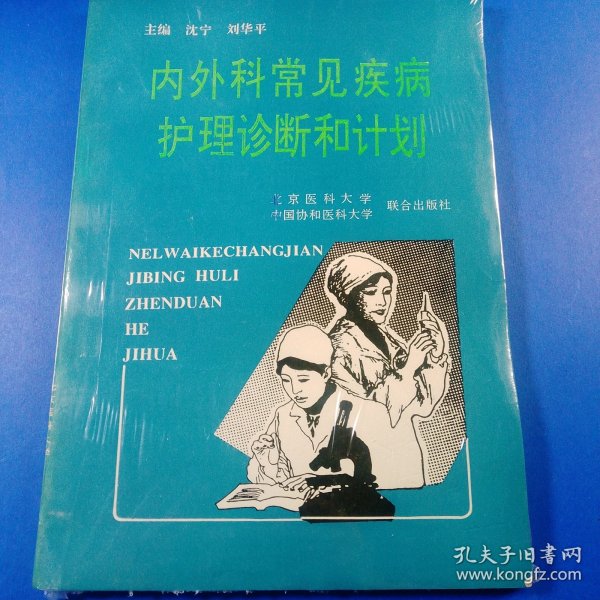 主编 沈宁 刘华平
内外科常见疾病
护理诊断和计划
北京医科大学
中国协和医科大学
联合出版社
NELWAIKECHANGJIAN
JIBING HULI
ZHENDUAN
HE
JIHUA
孔夫子旧书网
www.kongfz.com